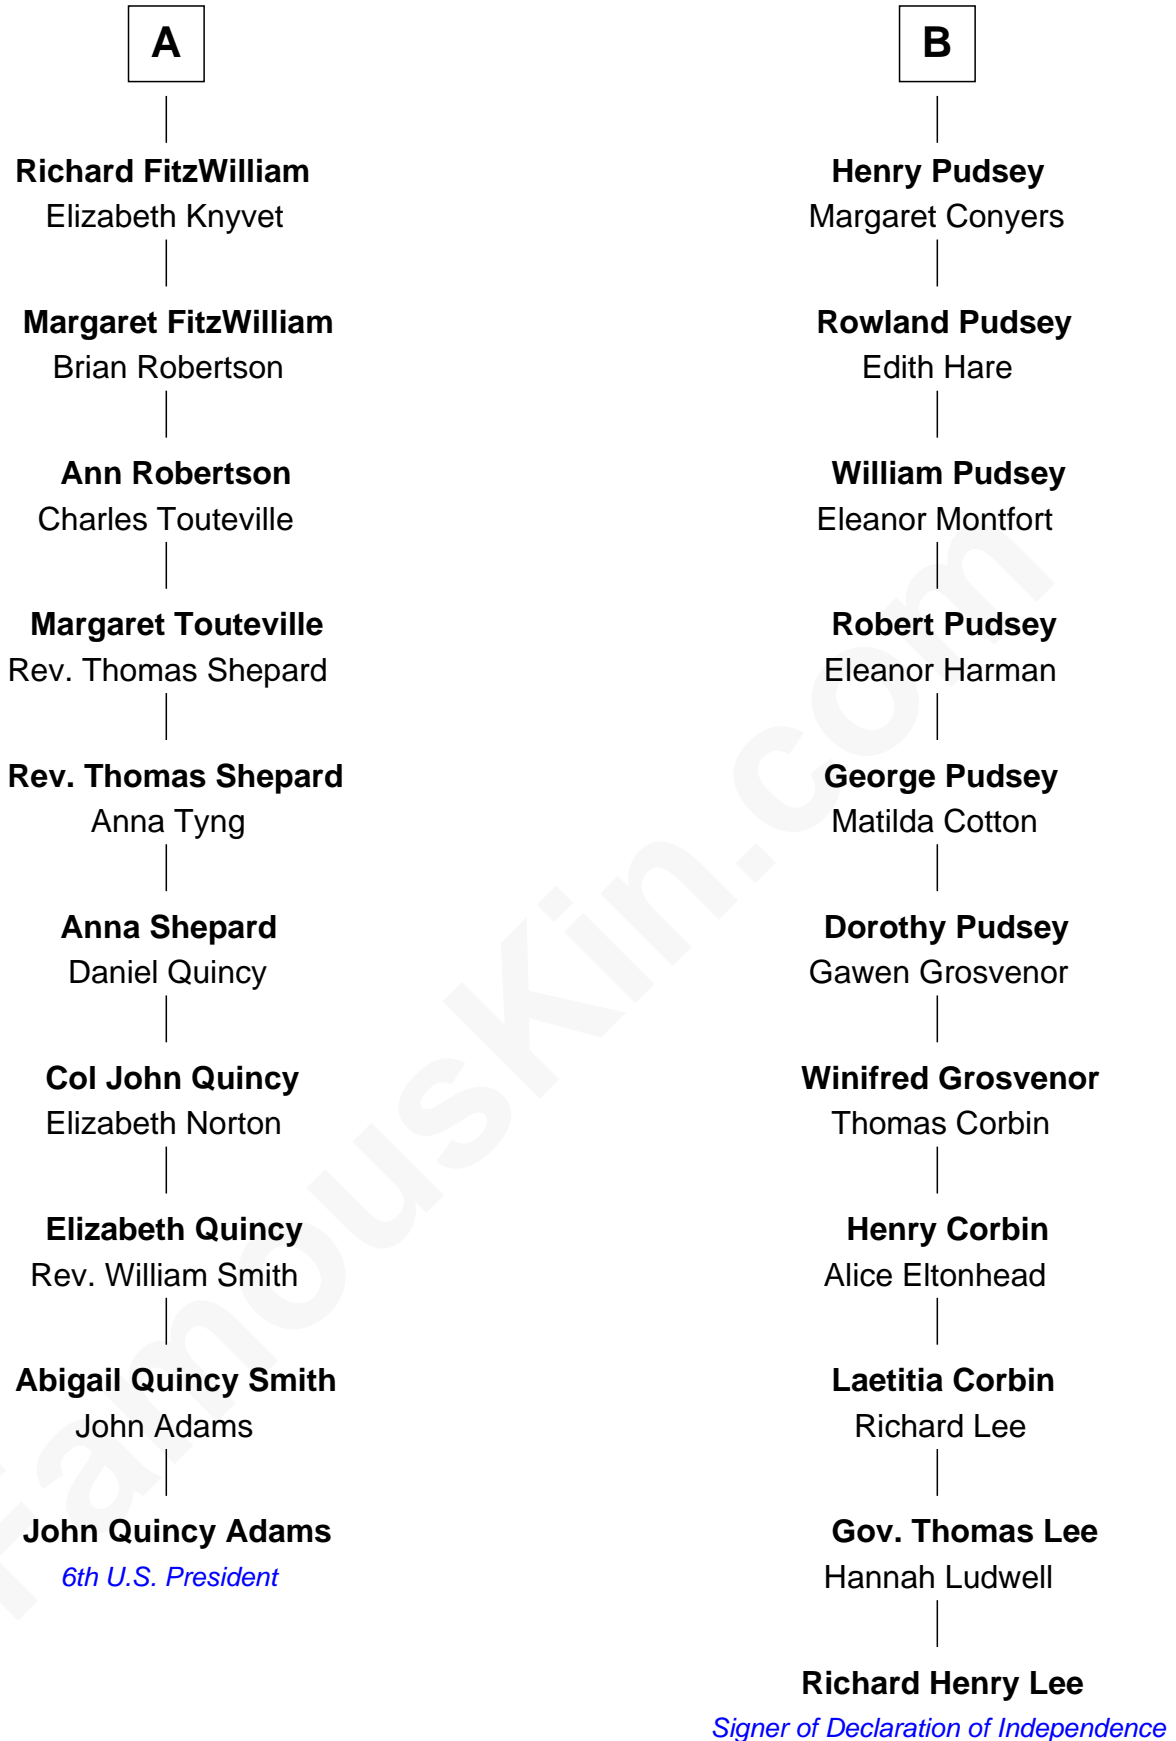 A
Richard FitzWilliam
Elizabeth Knyvet
Margaret FitzWilliam
Brian Robertson
Ann Robertson
Charles Touteville
Margaret Touteville
Rev. Thomas Shepard
Rev. Thomas Shepard
Anna Tyng
Anna Shepard
Daniel Quincy
Col John Quincy
Elizabeth Norton
Elizabeth Quincy
Rev. William Smith
Abigail Quincy Smith
John Adams
John Quincy Adams
6th U.S. President
B
Henry Pudsey
Margaret Conyers
Rowland Pudsey
Edith Hare
William Pudsey
Eleanor Montfort
Robert Pudsey
Eleanor Harman
George Pudsey
Matilda Cotton
Dorothy Pudsey
Gawen Grosvenor
Winifred Grosvenor
Thomas Corbin
Henry Corbin
Alice Eltonhead
Laetitia Corbin
Richard Lee
Gov. Thomas Lee
Hannah Ludwell
Richard Henry Lee
Signer of Declaration of Independence
FamousKin.com